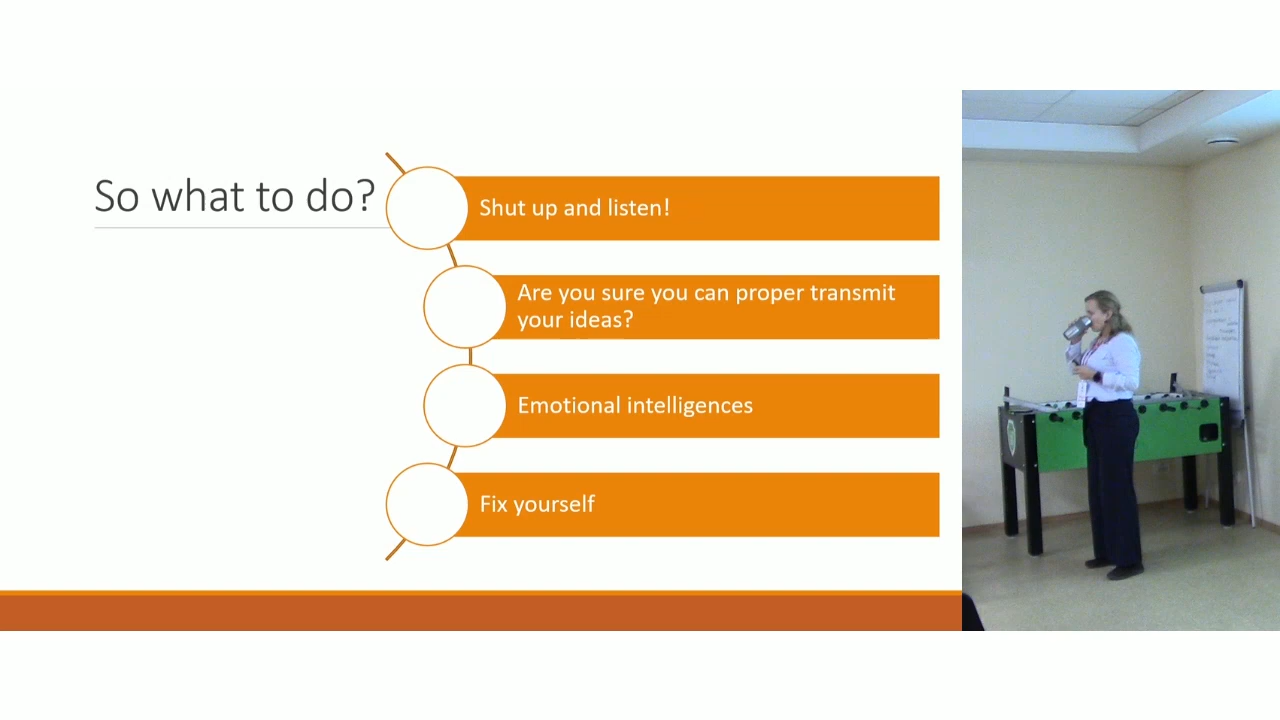 So what to do?
Shut up and listen!
Are you sure you can proper transmit
your ideas?
Emotional intelligences
Fix yourself